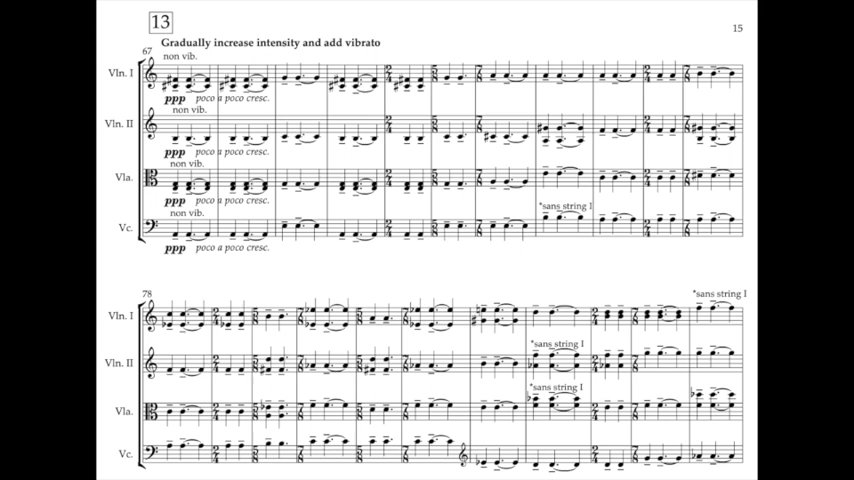 13
15
Gradually increase intensity and add vibrato
67
non vib.
Vln. I
ppp poco a poco cresc.
non vib.
Vln. II
ppp poco a poco cresc.
non vib.
Vla.
ppp poco a poco cresc.
*sans string I
non vib.
Vc.
ppp poco a poco cresc.
78
*sans string I
Vln. I
*sans string I
Vln. II
*sans string I
Vla.
Vc.